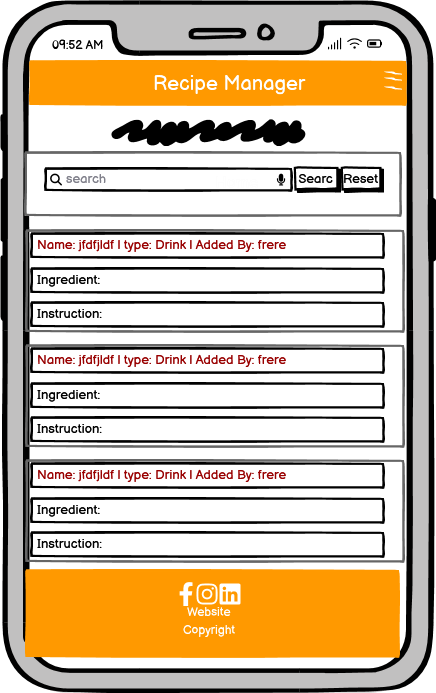 09:52 AM
Recipe Manager
search
Searc
Reset
Name: jfdfjldf | type: Drink | Added By: frere
Ingredient:
Instruction:
Name: jfdfjldf | type: Drink | Added By: frere
Ingredient:
Instruction:
Name: jfdfjldf | type: Drink | Added By: frere
Ingredient:
Instruction:
Website
Copyright